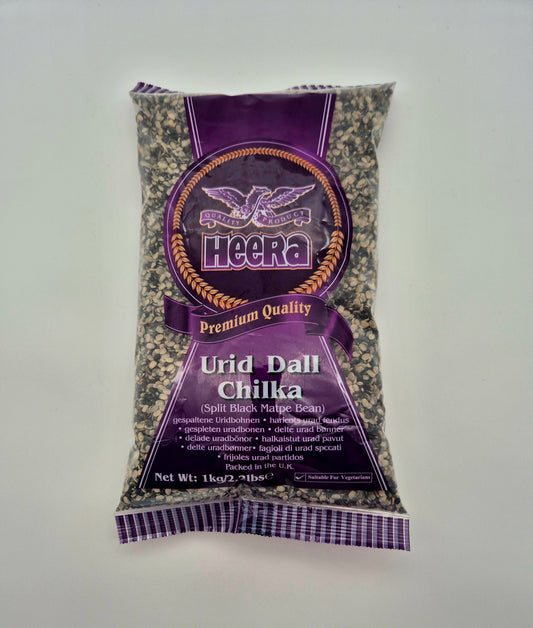 QUALITY PRODUCT
HEERA
Premium Quality
Urid Dall
Chilka
(Split Black Matpe Bean)
gespaltene Uridbohnen • haricots urad fendus
• gespleten uradbonen • delte urad bønner
delade uradbönor • halkaistut urad pavut
• delte uradbønner • fagioli di urad spccati
• frijoles urad partidos
Packed in the U.K.
Net Wt: 1kg/2.2lbs℮
Suitable For Vegetarians